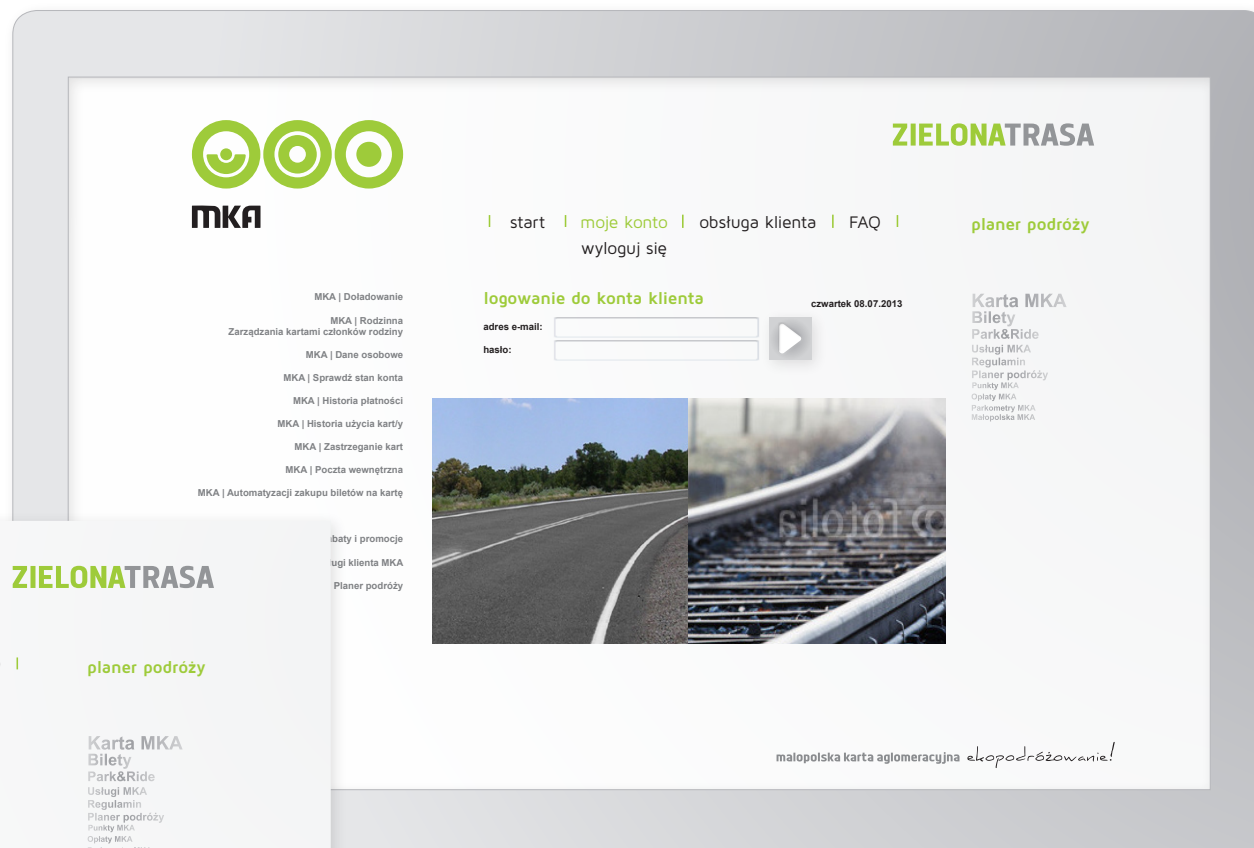 ZIELONATRASA
MKA
start moje konto obsługa klienta FAQ
wyloguj się
planer podróży
MKA | Doładowanie
MKA | Rodzinna
Zarządzania kartami członków rodziny
MKA | Dane osobowe
MKA | Sprawdź stan konta
MKA | Historia płatności
MKA | Historia użycia kart/y
MKA | Zastrzeganie kart
MKA | Poczta wewnętrzna
MKA | Automatyzacji zakupu biletów na kartę
i promocje
klienta MKA
Planer podróży
logowanie do konta klienta
czwartek 08.07.2013
adres e-mail:
hasło:
fotolia
Karta MKA
Bilety
Park&Ride
Usługi MKA
Regulamin
Planer podróży
Punkty MKA
Opłaty MKA
Parkometry MKA
Małopolska MKA
malopolska karta aglomeracyjna ekopodróżowanie!
ZIELONATRASA
planer podróży
Karta MKA
Bilety
Park&Ride
Usługi MKA
Regulamin
Planer podróży
Punkty MKA
Opłaty MKA